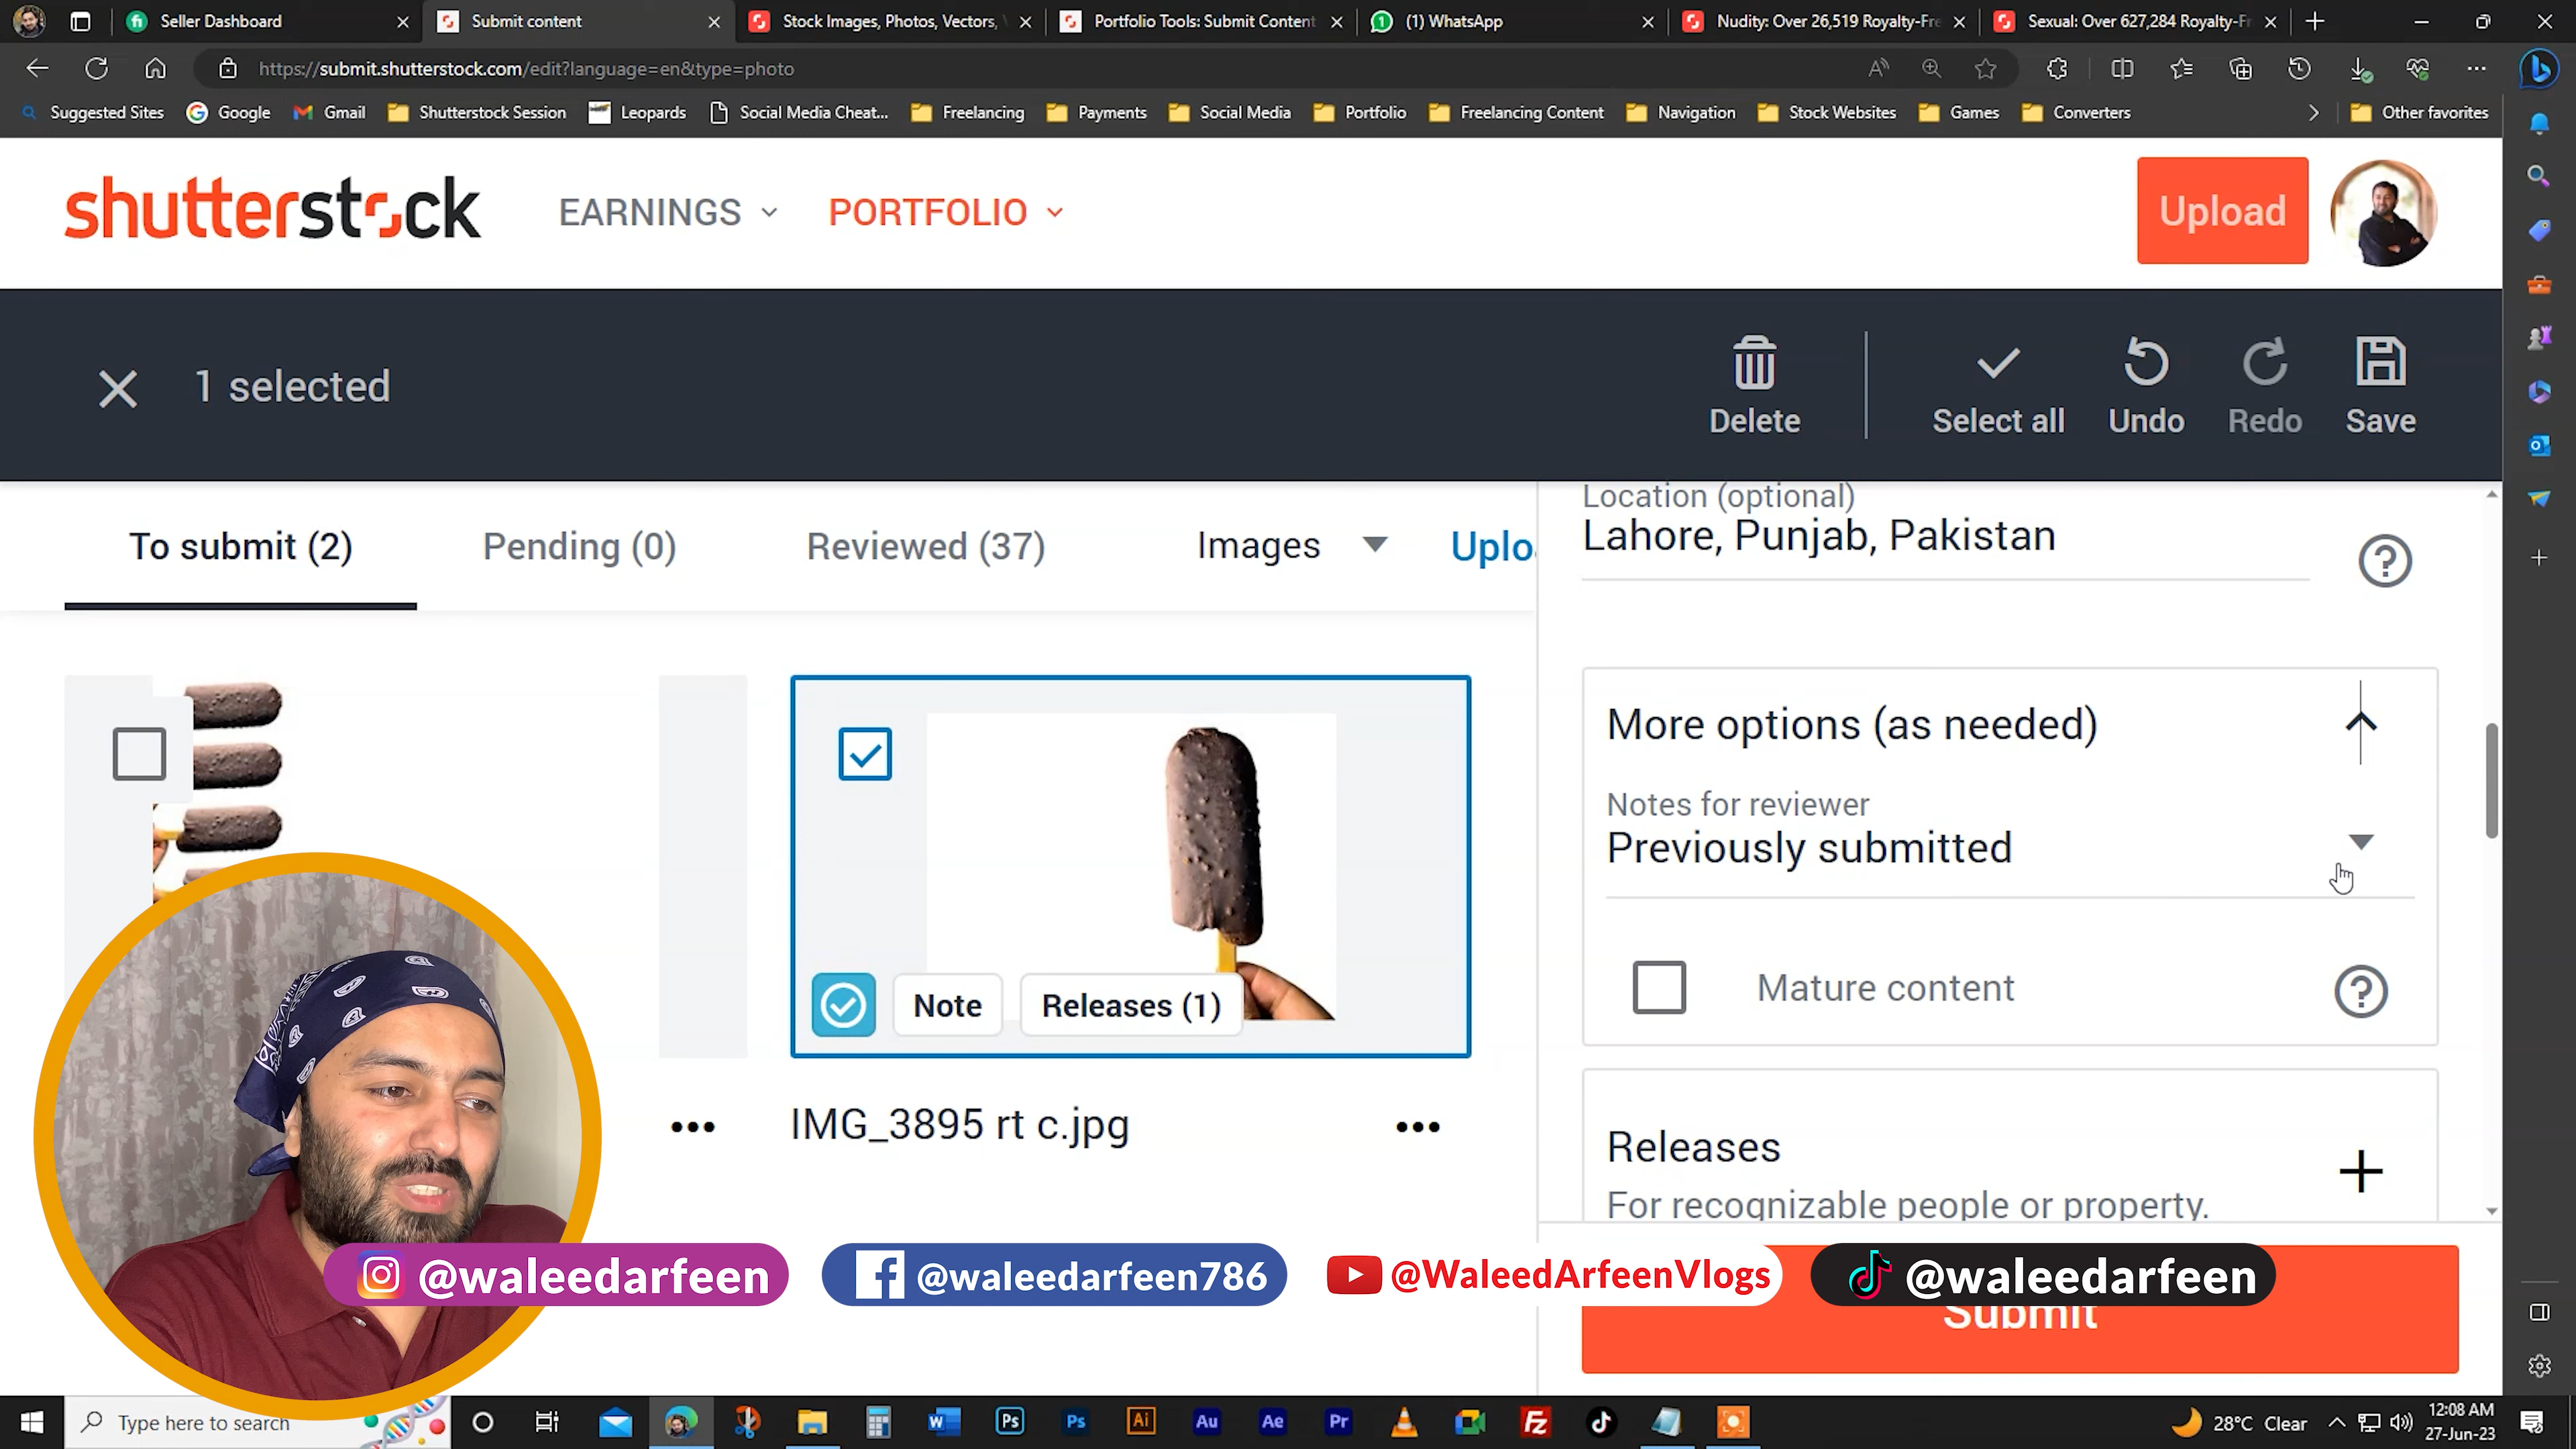 Seller Dashboard
Submit content
Stock Images, Photos, Vectors,
Portfolio Tools: Submit Content
(1) WhatsApp
Nudity: Over 26,519 Royalty-Fre
Sexual: Over 627,284 Royalty-Fr
https://submit.shutterstock.com/edit?language=en&type=photo
Suggested Sites
Google
Gmail
Shutterstock Session
Leopards
Social Media Cheat...
Freelancing
Payments
Social Media
Portfolio
Freelancing Content
Navigation
Stock Websites
Games
Converters
Other favorites
shutterstock
EARNINGS
PORTFOLIO
Upload
1 selected
Delete
Select all
Undo
Redo
Save
To submit (2)
Pending (0)
Reviewed (37)
Images
Uplo
Location (optional)
Lahore, Punjab, Pakistan
More options (as needed)
Notes for reviewer
Previously submitted
Mature content
Note
Releases (1)
IMG_3895 rt c.jpg
Releases
For recognizable people or property.
@waleedarfeen
@waleedarfeen786
@WaleedArfeenVlogs
@waleedarfeen
Submit
Type here to search
28°C Clear
12:08 AM
27-Jun-23